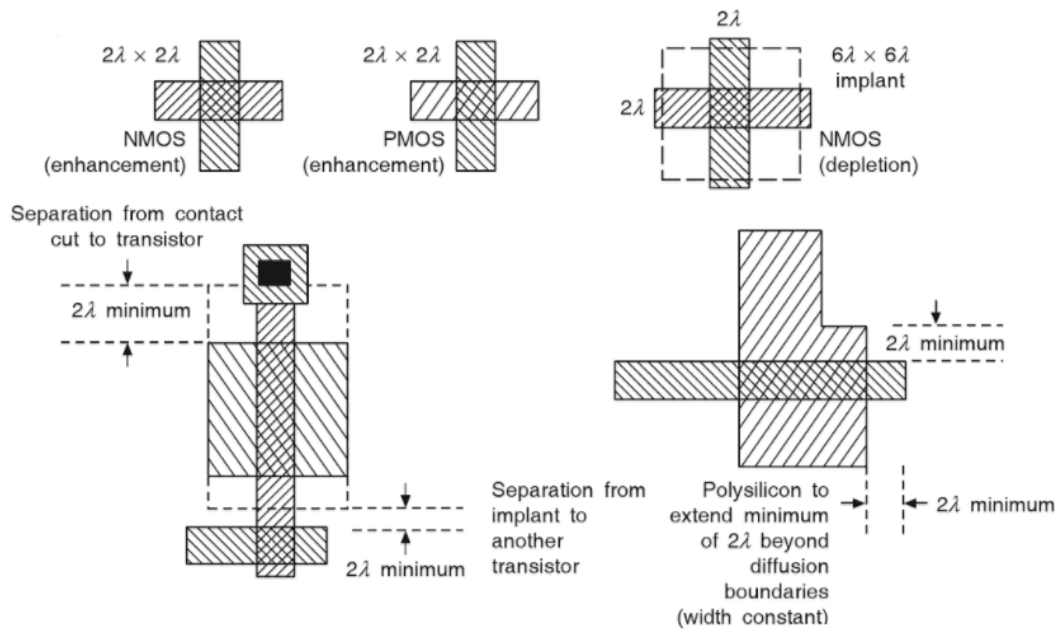 2λ × 2λ
NMOS
(enhancement)
2λ × 2λ
PMOS
(enhancement)
2λ
2λ
6λ × 6λ
implant
NMOS
(depletion)
Separation from contact
cut to transistor
2λ minimum
Separation from
implant to
another
transistor
2λ minimum
2λ minimum
Polysilicon to
extend minimum
of 2λ beyond
diffusion
boundaries
(width constant)
2λ minimum